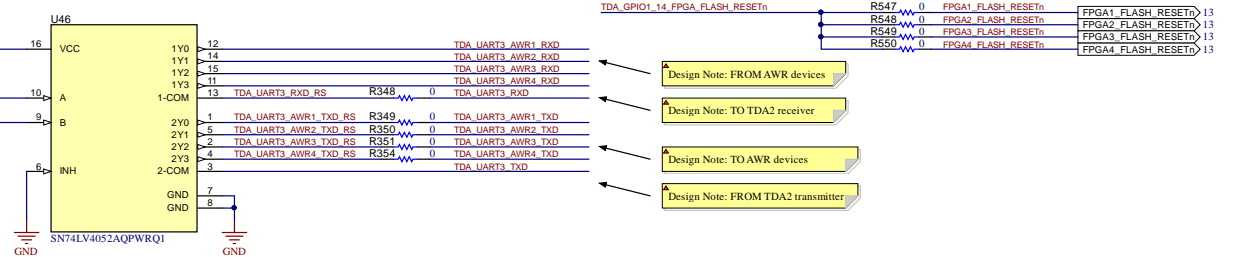 TDA_GPIO1_14_FPGA_FLASH_RESETn
R547 0 FPGA1_FLASH_RESETn FPGA1_FLASH_RESETn 13
R548 0 FPGA2_FLASH_RESETn FPGA2_FLASH_RESETn 13
R549 0 FPGA3_FLASH_RESETn FPGA3_FLASH_RESETn 13
R550 0 FPGA4_FLASH_RESETn FPGA4_FLASH_RESETn 13
U46
16 VCC 1Y0 12 TDA_UART3_AWR1_RXD
1Y1 14 TDA_UART3_AWR2_RXD
1Y2 15 TDA_UART3_AWR3_RXD
1Y3 11 TDA_UART3_AWR4_RXD
10 A 1-COM 13 TDA_UART3_RXD_RS R348 0 TDA_UART3_RXD
9 B 2Y0 1 TDA_UART3_AWR1_TXD_RS R349 0 TDA_UART3_AWR1_TXD
2Y1 5 TDA_UART3_AWR2_TXD_RS R350 0 TDA_UART3_AWR2_TXD
2Y2 2 TDA_UART3_AWR3_TXD_RS R351 0 TDA_UART3_AWR3_TXD
2Y3 4 TDA_UART3_AWR4_TXD_RS R354 0 TDA_UART3_AWR4_TXD
6 INH 2-COM 3 TDA_UART3_TXD
GND 7
GND 8
SN74LV4052AQPWRQ1
GND
GND
Design Note: FROM AWR devices
Design Note: TO TDA2 receiver
Design Note: TO AWR devices
Design Note: FROM TDA2 transmitter